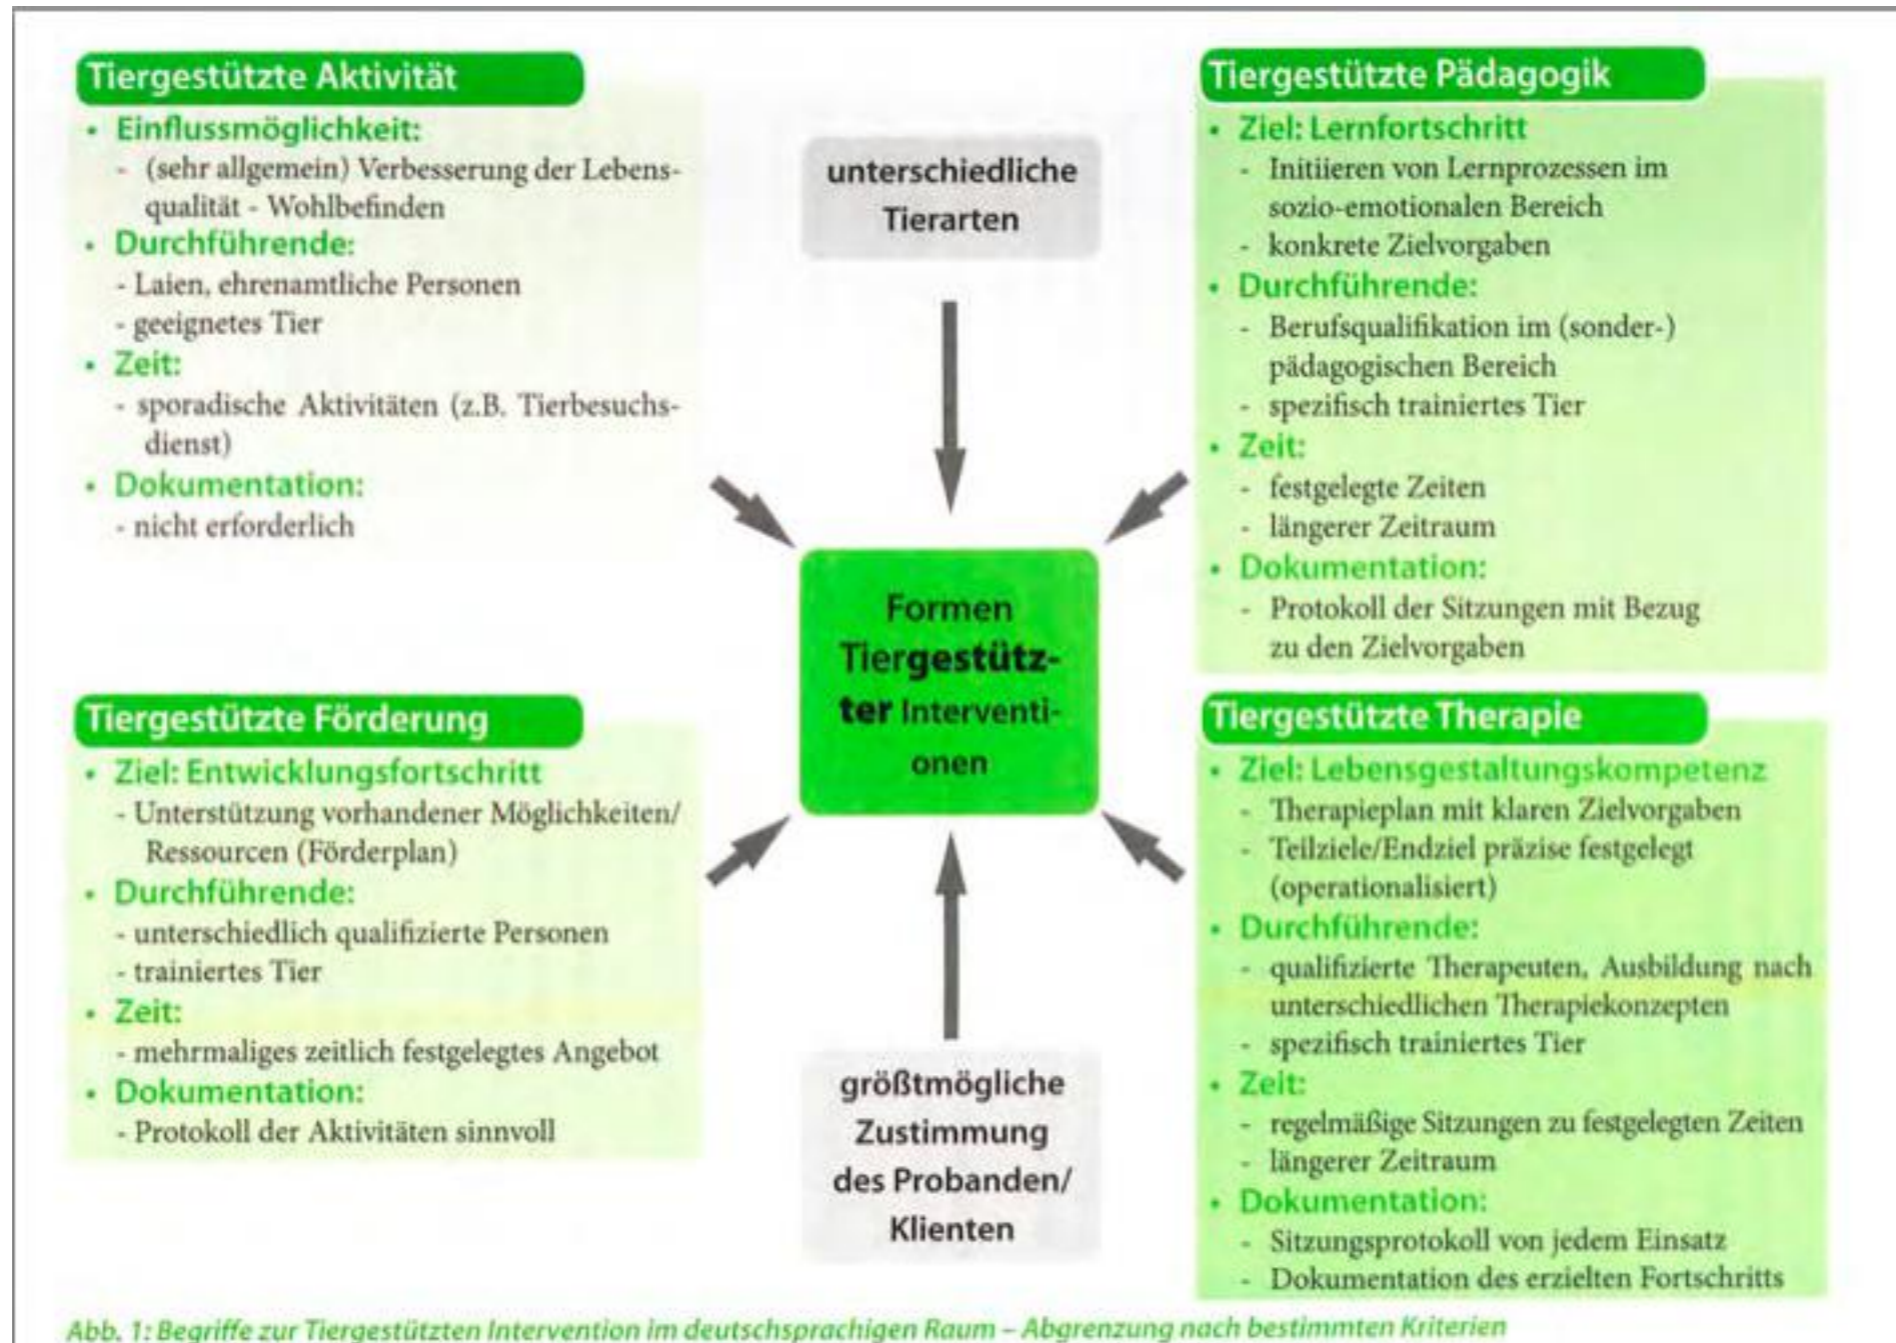 Tiergestützte Aktivität
• Einflussmöglichkeit:
- (sehr allgemein) Verbesserung der Lebens-
qualität - Wohlbefinden
• Durchführende:
- Laien, ehrenamtliche Personen
- geeignetes Tier
• Zeit:
- sporadische Aktivitäten (z.B. Tierbesuchs-
dienst)
• Dokumentation:
- nicht erforderlich
unterschiedliche
Tierarten
Tiergestützte Pädagogik
• Ziel: Lernfortschritt
- Initiieren von Lernprozessen im
sozio-emotionalen Bereich
- konkrete Zielvorgaben
• Durchführende:
- Berufsqualifikation im (sonder-)
pädagogischen Bereich
- spezifisch trainiertes Tier
• Zeit:
- festgelegte Zeiten
- längerer Zeitraum
• Dokumentation:
- Protokoll der Sitzungen mit Bezug
zu den Zielvorgaben
Formen
Tiergestütz-
ter Interventi-
onen
Tiergestützte Förderung
• Ziel: Entwicklungsfortschritt
- Unterstützung vorhandener Möglichkeiten/
Ressourcen (Förderplan)
• Durchführende:
- unterschiedlich qualifizierte Personen
- trainiertes Tier
• Zeit:
- mehrmaliges zeitlich festgelegtes Angebot
• Dokumentation:
- Protokoll der Aktivitäten sinnvoll
größtmögliche
Zustimmung
des Probanden/
Klienten
Tiergestützte Therapie
• Ziel: Lebensgestaltungskompetenz
- Therapieplan mit klaren Zielvorgaben
- Teilziele/Endziel präzise festgelegt
(operationalisiert)
• Durchführende:
- qualifizierte Therapeuten, Ausbildung nach
unterschiedlichen Therapiekonzepten
- spezifisch trainiertes Tier
• Zeit:
- regelmäßige Sitzungen zu festgelegten Zeiten
- längerer Zeitraum
• Dokumentation:
- Sitzungsprotokoll von jedem Einsatz
- Dokumentation des erzielten Fortschritts
Abb. 1: Begriffe zur Tiergestützten Intervention im deutschsprachigen Raum – Abgrenzung nach bestimmten Kriterien